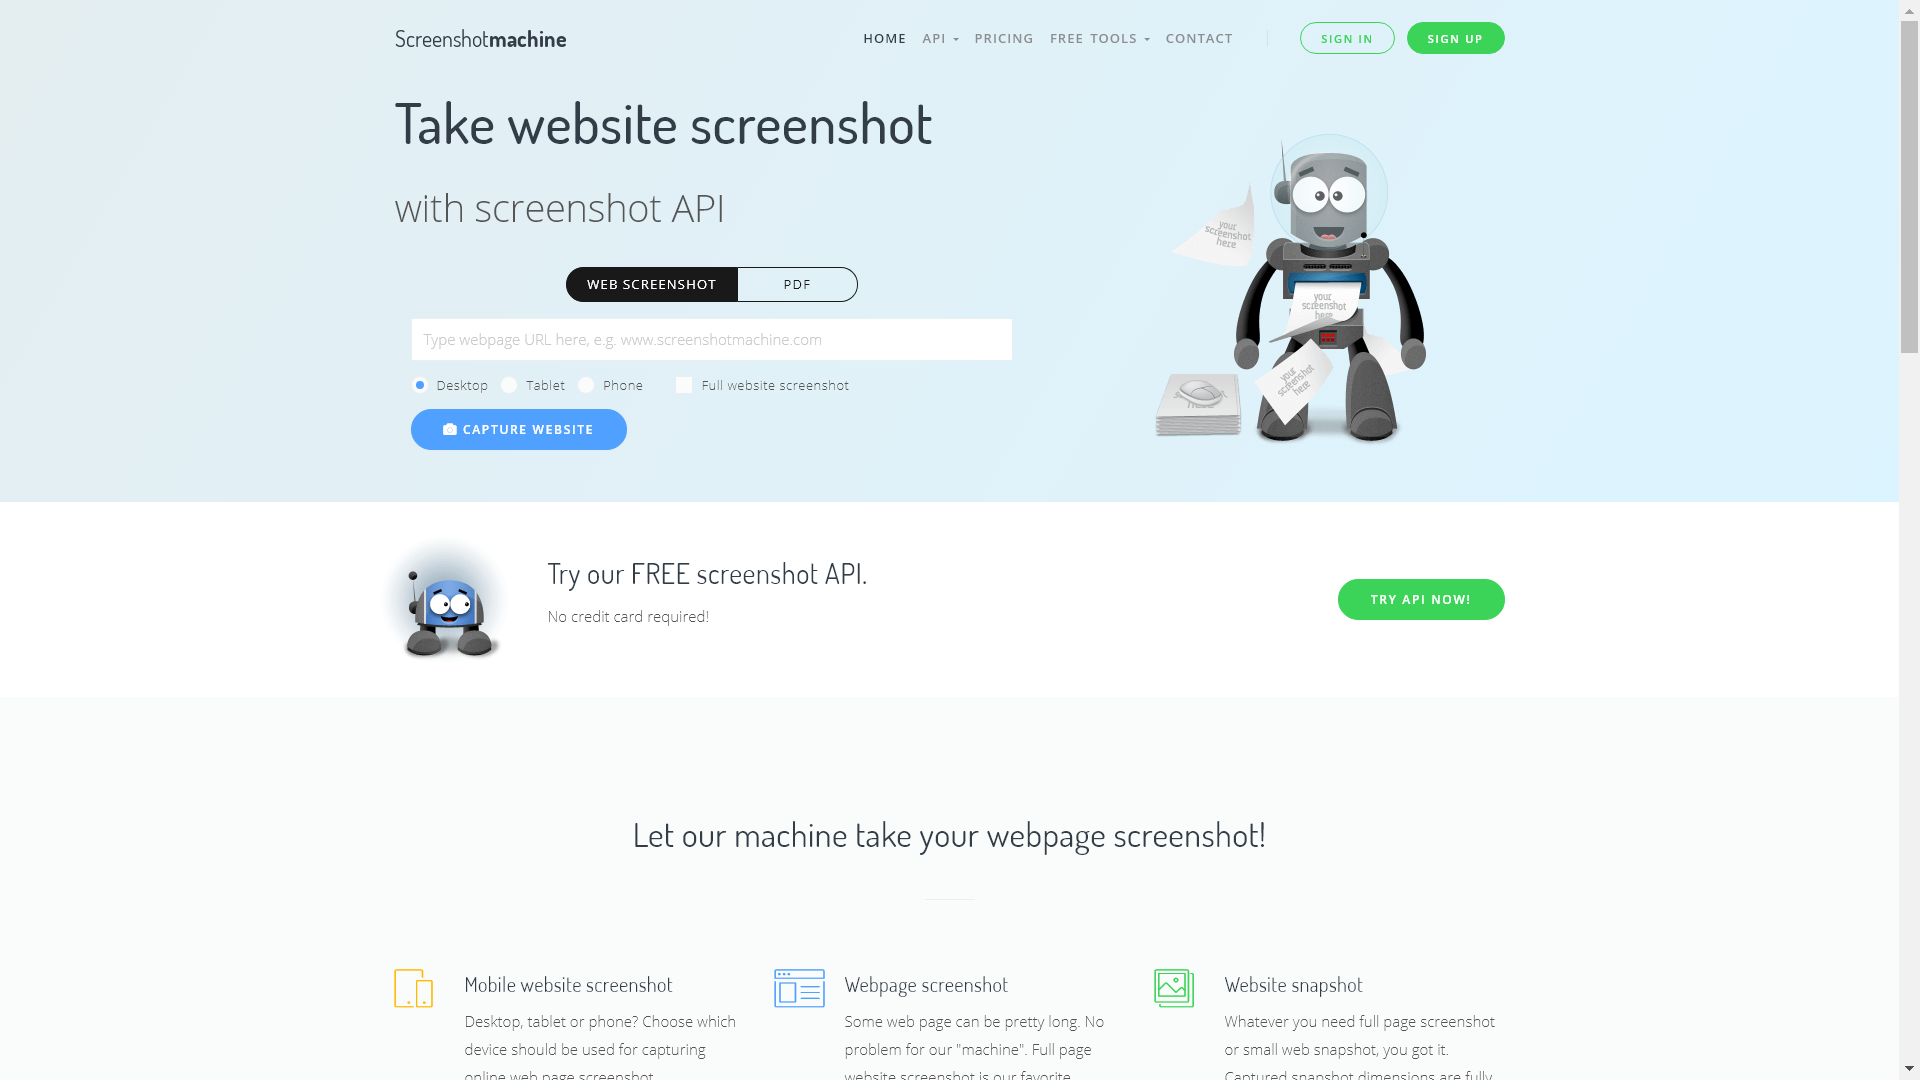 Screenshotmachine
HOME API PRICING FREE TOOLS CONTACT SIGN IN SIGN UP
Take website screenshot
with screenshot API
WEB SCREENSHOT PDF
Type webpage URL here, e.g. www.screenshotmachine.com
Desktop Tablet Phone Full website screenshot
CAPTURE WEBSITE
your
screenshot
here
your
screenshot
here
your
screenshot
here
Try our FREE screenshot API.
No credit card required!
TRY API NOW!
Let our machine take your webpage screenshot!
Mobile website screenshot
Desktop, tablet or phone? Choose which
device should be used for capturing
online web page screenshot.
Webpage screenshot
Some web page can be pretty long. No
problem for our "machine". Full page
website screenshot is our favorite
Website snapshot
Whatever you need full page screenshot
or small web snapshot, you got it.
Captured snapshot dimensions are fully